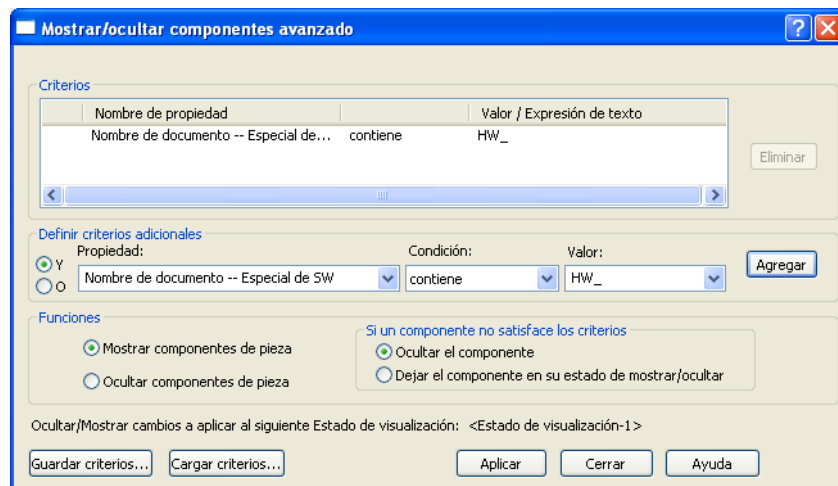 Mostrar/ocultar componentes avanzado
Criterios
Nombre de propiedad Valor / Expresión de texto
Nombre de documento -- Especial de... contiene HW_
Eliminar
Definir criterios adicionales
Propiedad: Condición: Valor:
Y
O
Nombre de documento -- Especial de SW contiene HW_
Agregar
Funciones
Mostrar componentes de pieza
Ocultar componentes de pieza
Si un componente no satisface los criterios
Ocultar el componente
Dejar el componente en su estado de mostrar/ocultar
Ocultar/Mostrar cambios a aplicar al siguiente Estado de visualización: <Estado de visualización-1>
Guardar criterios... Cargar criterios... Aplicar Cerrar Ayuda